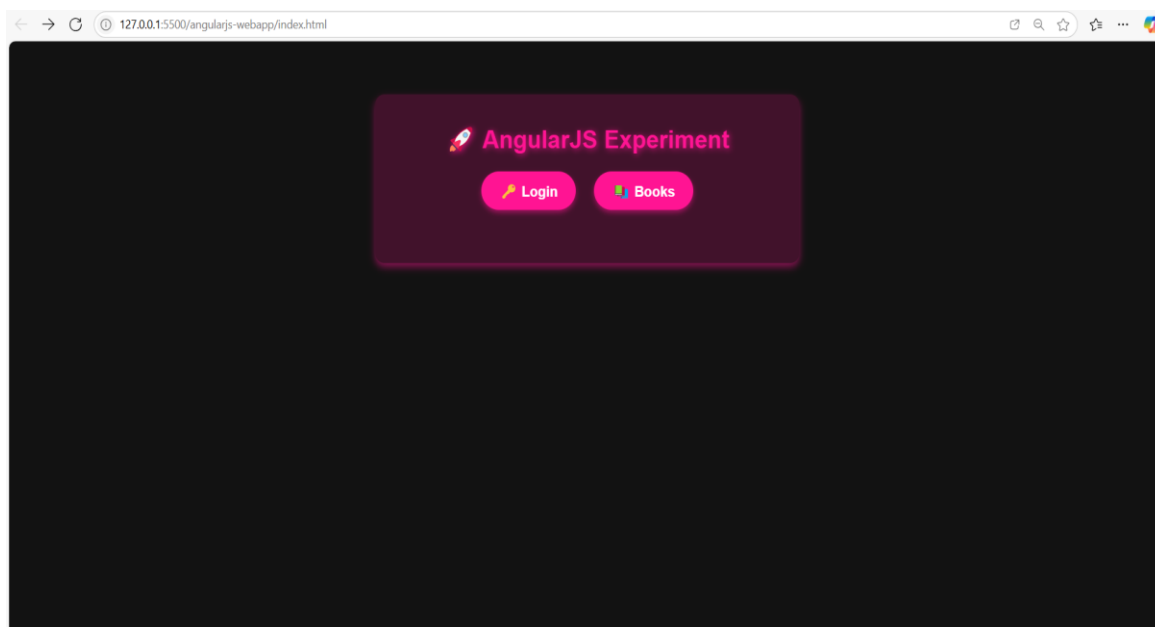 127.0.0.1:5500/angularjs-webapp/index.html
🚀 AngularJS Experiment
🔑 Login
📚 Books